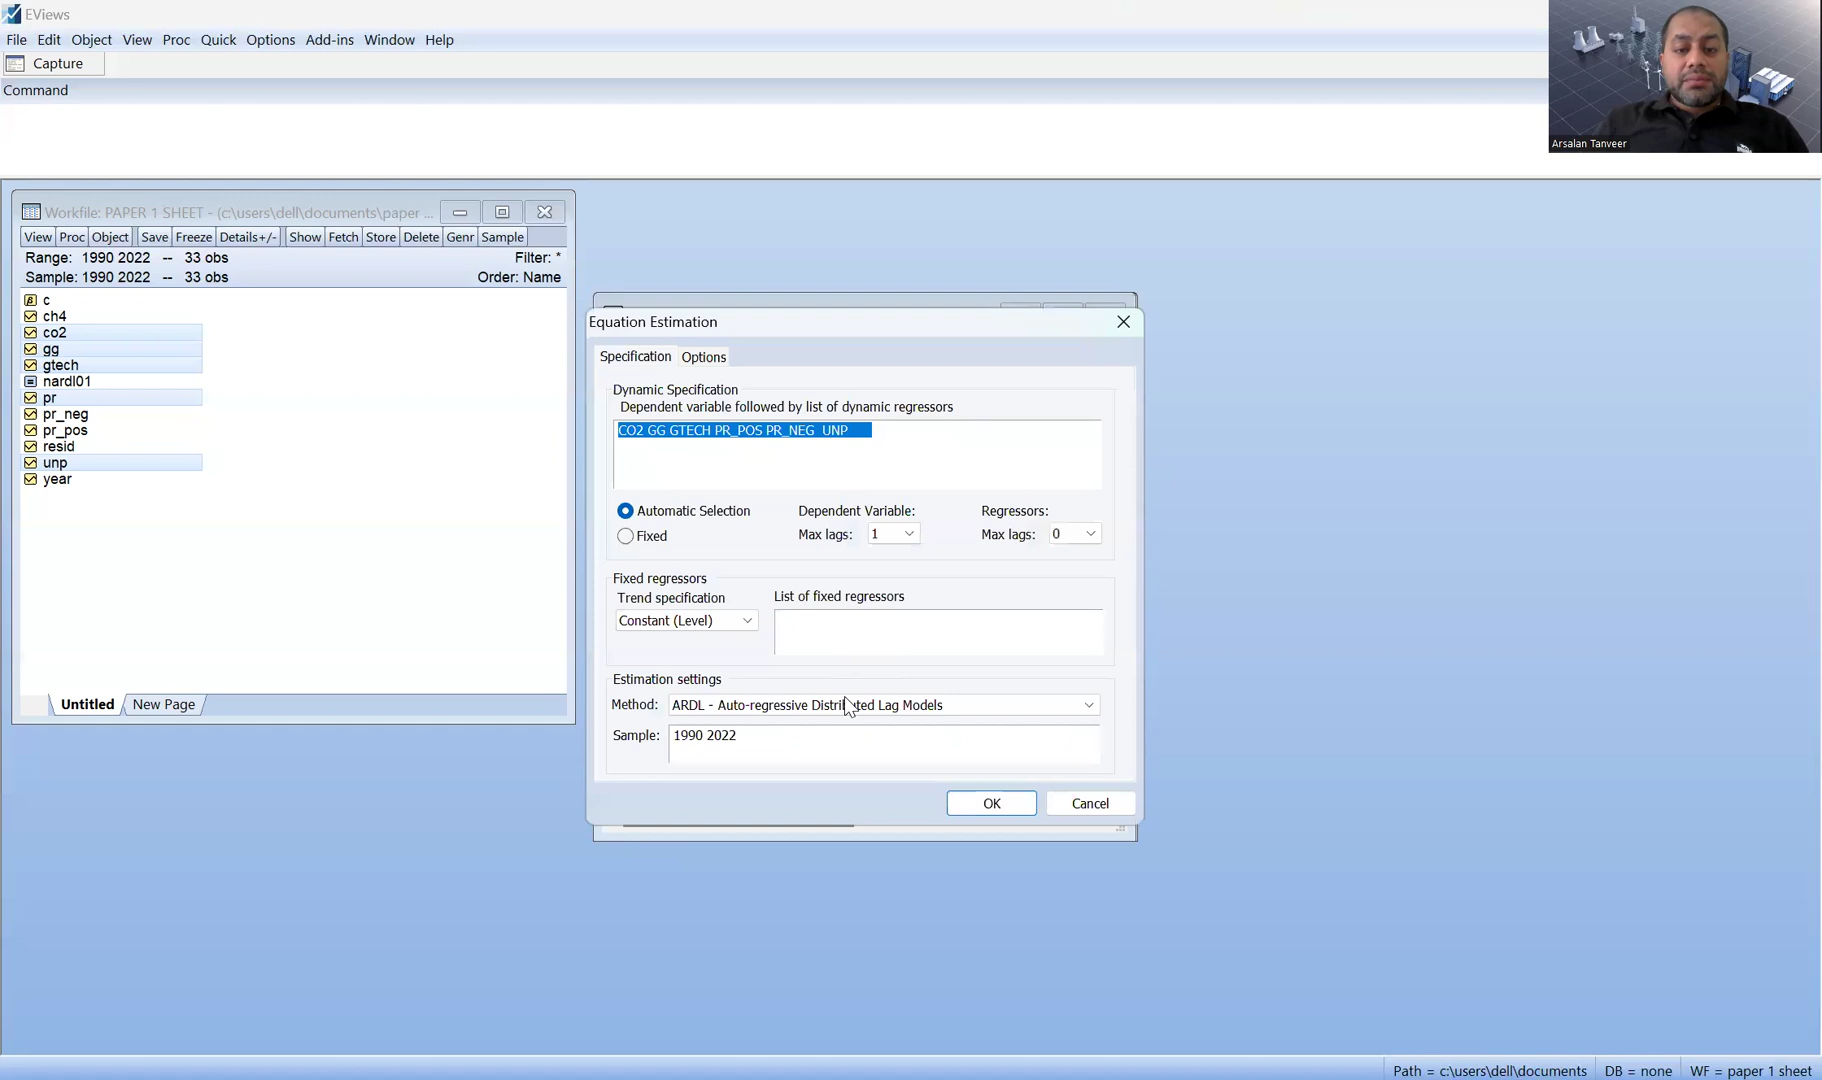 EViews
File Edit Object View Proc Quick Options Add-ins Window Help
Capture
Command
Arsalan Tanveer
Workfile: PAPER 1 SHEET - (c:\users\dell\documents\paper ...
View Proc Object Save Freeze Details+/- Show Fetch Store Delete Genr Sample
Range: 1990 2022 -- 33 obs Filter: *
Sample: 1990 2022 -- 33 obs Order: Name
c
ch4
co2
gg
gtech
nardl01
pr
pr_neg
pr_pos
resid
unp
year
Untitled New Page
Equation Estimation
Specification Options
Dynamic Specification
Dependent variable followed by list of dynamic regressors
CO2 GG GTECH PR_POS PR_NEG UNP
Automatic Selection Dependent Variable: Regressors:
Fixed Max lags: 1 Max lags: 0
Fixed regressors
Trend specification List of fixed regressors
Constant (Level)
Estimation settings
Method: ARDL - Auto-regressive Distributed Lag Models
Sample: 1990 2022
OK Cancel
Path = c:\users\dell\documents DB = none WF = paper 1 sheet